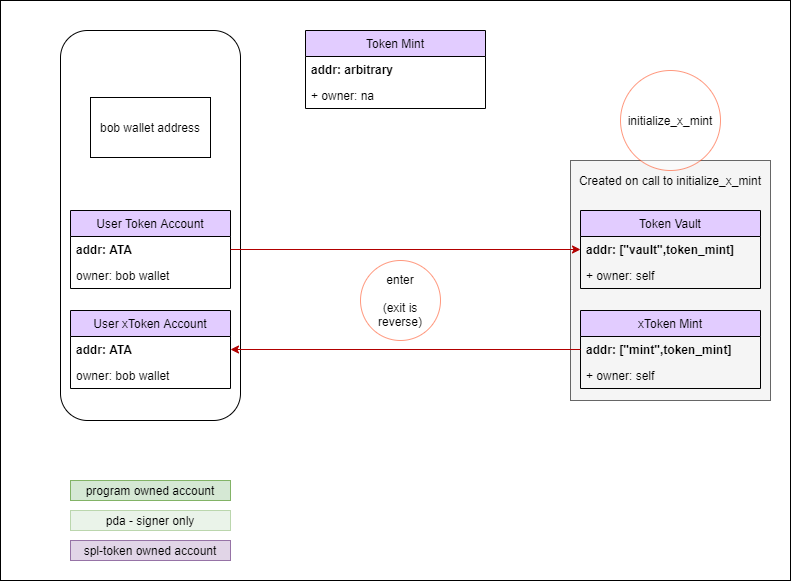 Token Mint
addr: arbitrary
+ owner: na
bob wallet address
initialize_x_mint
Created on call to initialize_x_mint
User Token Account
addr: ATA
owner: bob wallet
Token Vault
addr: ["vault",token_mint]
+ owner: self
enter
(exit is
reverse)
User xToken Account
addr: ATA
owner: bob wallet
xToken Mint
addr: ["mint",token_mint]
+ owner: self
program owned account
pda - signer only
spl-token owned account